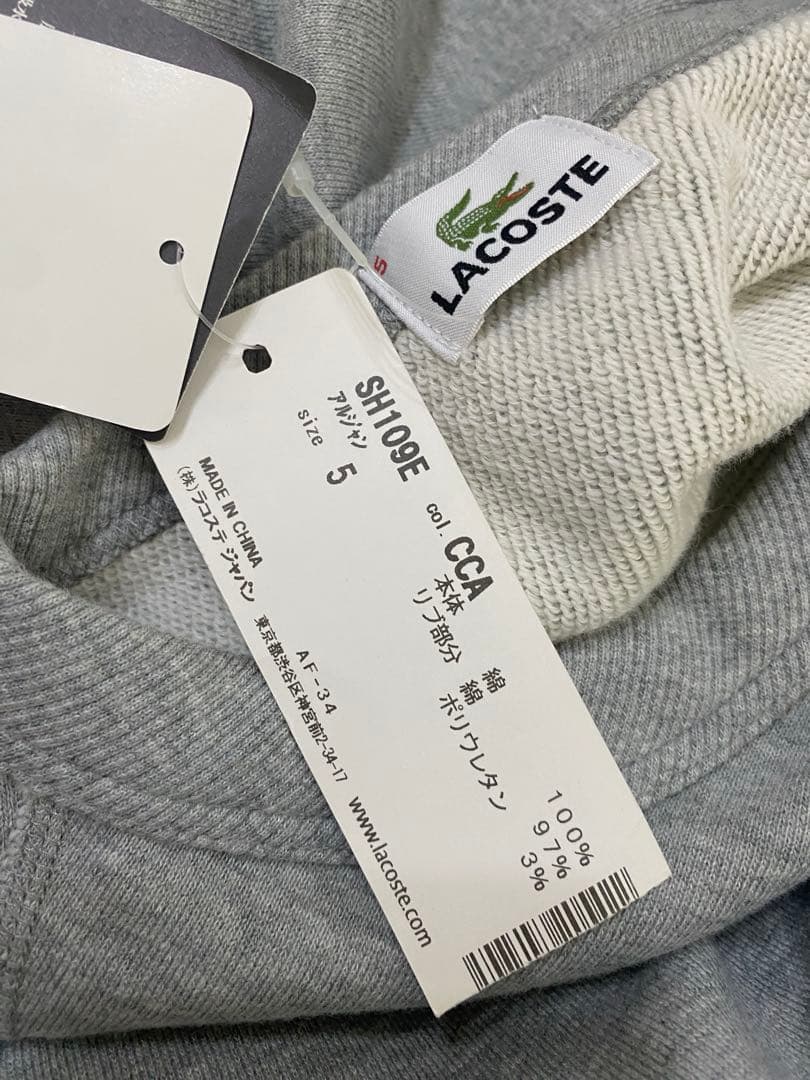 LACOSTE
5
SH109E
アルジャン
size 5
col. CCA
本体 綿 100%
リブ部分 綿 97%
ポリウレタン 3%
MADE IN CHINA
(株)ラコステ ジャパン
AF-34
東京都渋谷区神宮前2-34-17
www.lacoste.com